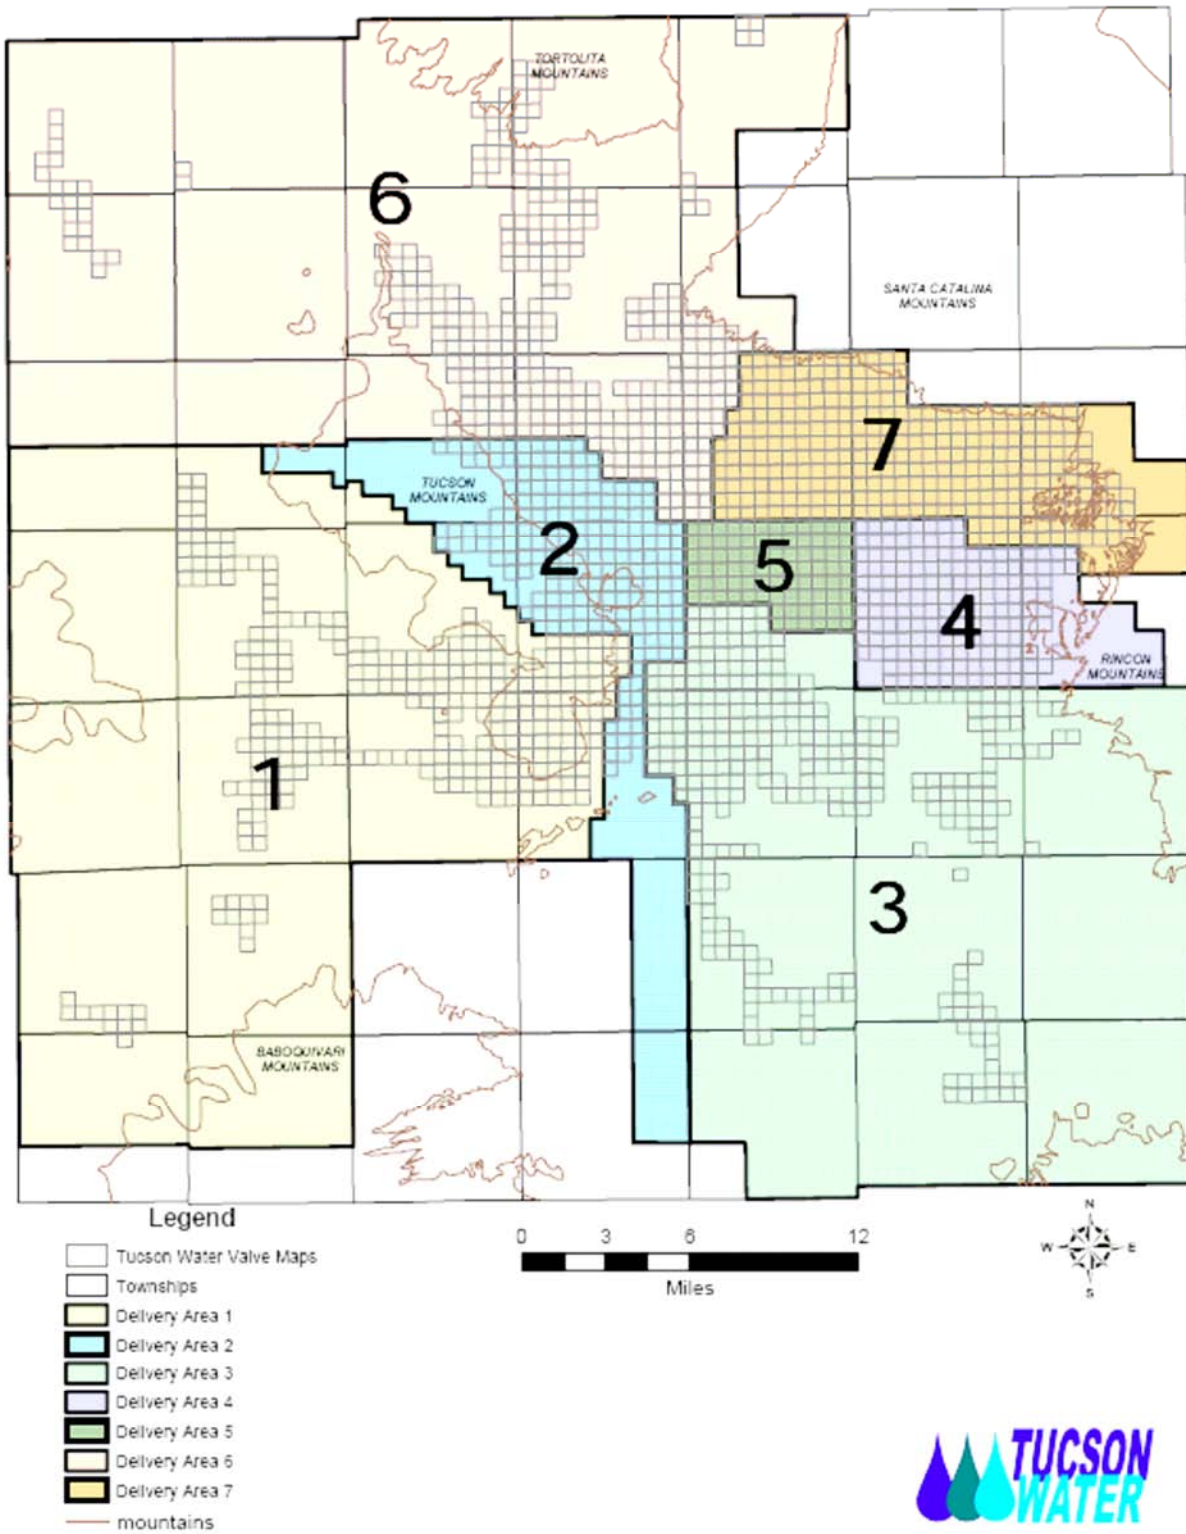 TORTOLITA
MOUNTAINS
6
SANTA CATALINA
MOUNTAINS
7
TUCSON
MOUNTAINS
2
5
4
RINCON
MOUNTAINS
1
3
BABOQUIVARI
MOUNTAINS
Legend
Tucson Water Valve Maps
Townships
Delivery Area 1
Delivery Area 2
Delivery Area 3
Delivery Area 4
Delivery Area 5
Delivery Area 6
Delivery Area 7
mountains
0 3 6 12
Miles
N
W E
S
TUCSON
WATER